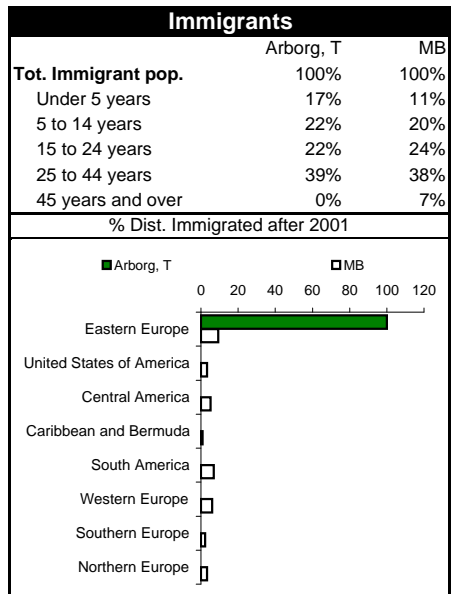 Immigrants
Arborg, T MB
Tot. Immigrant pop. 100% 100%
Under 5 years 17% 11%
5 to 14 years 22% 20%
15 to 24 years 22% 24%
25 to 44 years 39% 38%
45 years and over 0% 7%
% Dist. Immigrated after 2001
Arborg, T MB
0 20 40 60 80 100 120
Eastern Europe
United States of America
Central America
Caribbean and Bermuda
South America
Western Europe
Southern Europe
Northern Europe